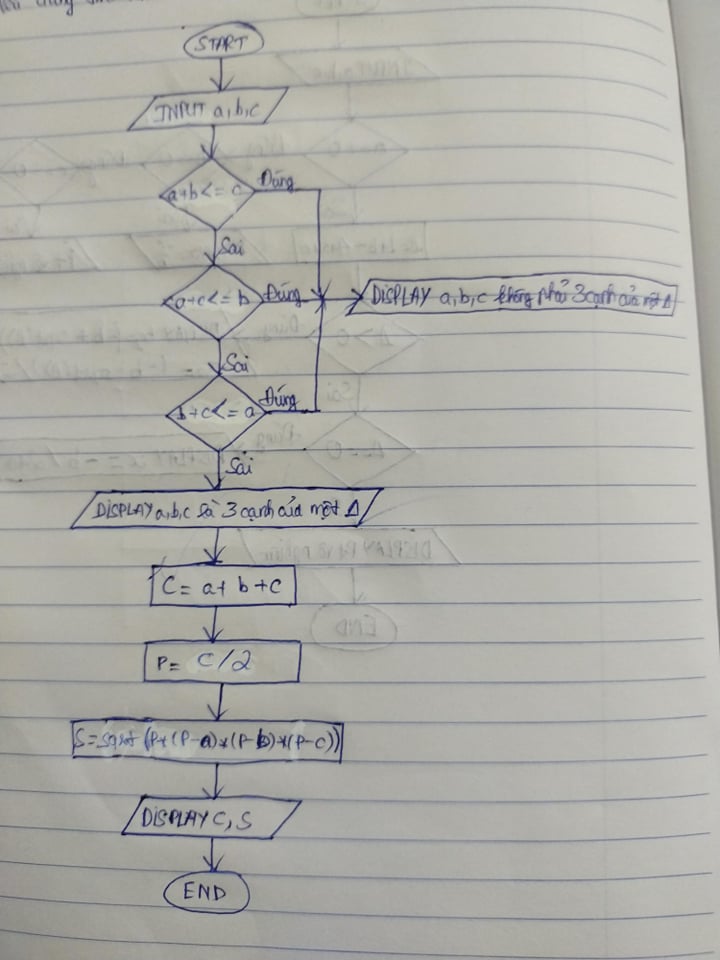 START
INPUT a,b,c
a+b<=c Đúng
Sai
a+c<=b Đúng
DISPLAY a,b,c không phải 3 cạnh của một Δ
Sai
b+c<=a Đúng
Sai
DISPLAY a,b,c là 3 cạnh của một Δ
C= a+ b+c
P= C/2
S=sqrt(P*(P-a)*(P-b)*(P-c))
DISPLAY C, S
END